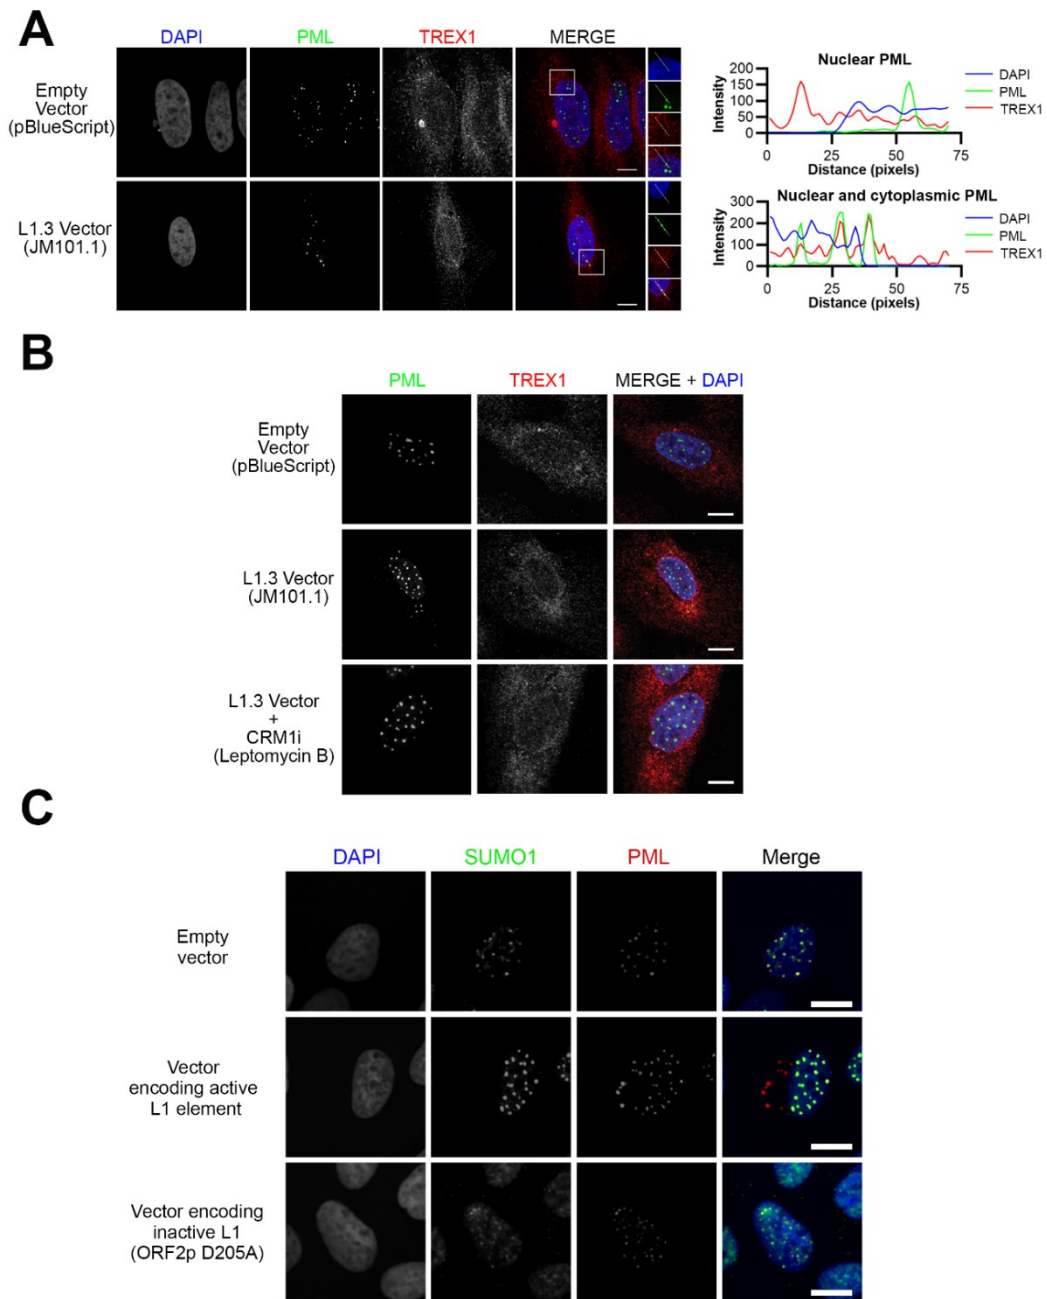 A
DAPI
PML
TREX1
MERGE
Empty
Vector
(pBlueScript)
L1.3 Vector
(JM101.1)
Nuclear PML
Intensity
200
150
100
50
0
0
25
50
75
Distance (pixels)
DAPI
PML
TREX1
Nuclear and cytoplasmic PML
Intensity
300
200
100
0
0
25
50
75
Distance (pixels)
DAPI
PML
TREX1
B
PML
TREX1
MERGE + DAPI
Empty
Vector
(pBlueScript)
L1.3 Vector
(JM101.1)
L1.3 Vector
+
CRM1i
(Leptomycin B)
C
DAPI
SUMO1
PML
Merge
Empty
vector
Vector
encoding active
L1 element
Vector encoding
inactive L1
(ORF2p D205A)